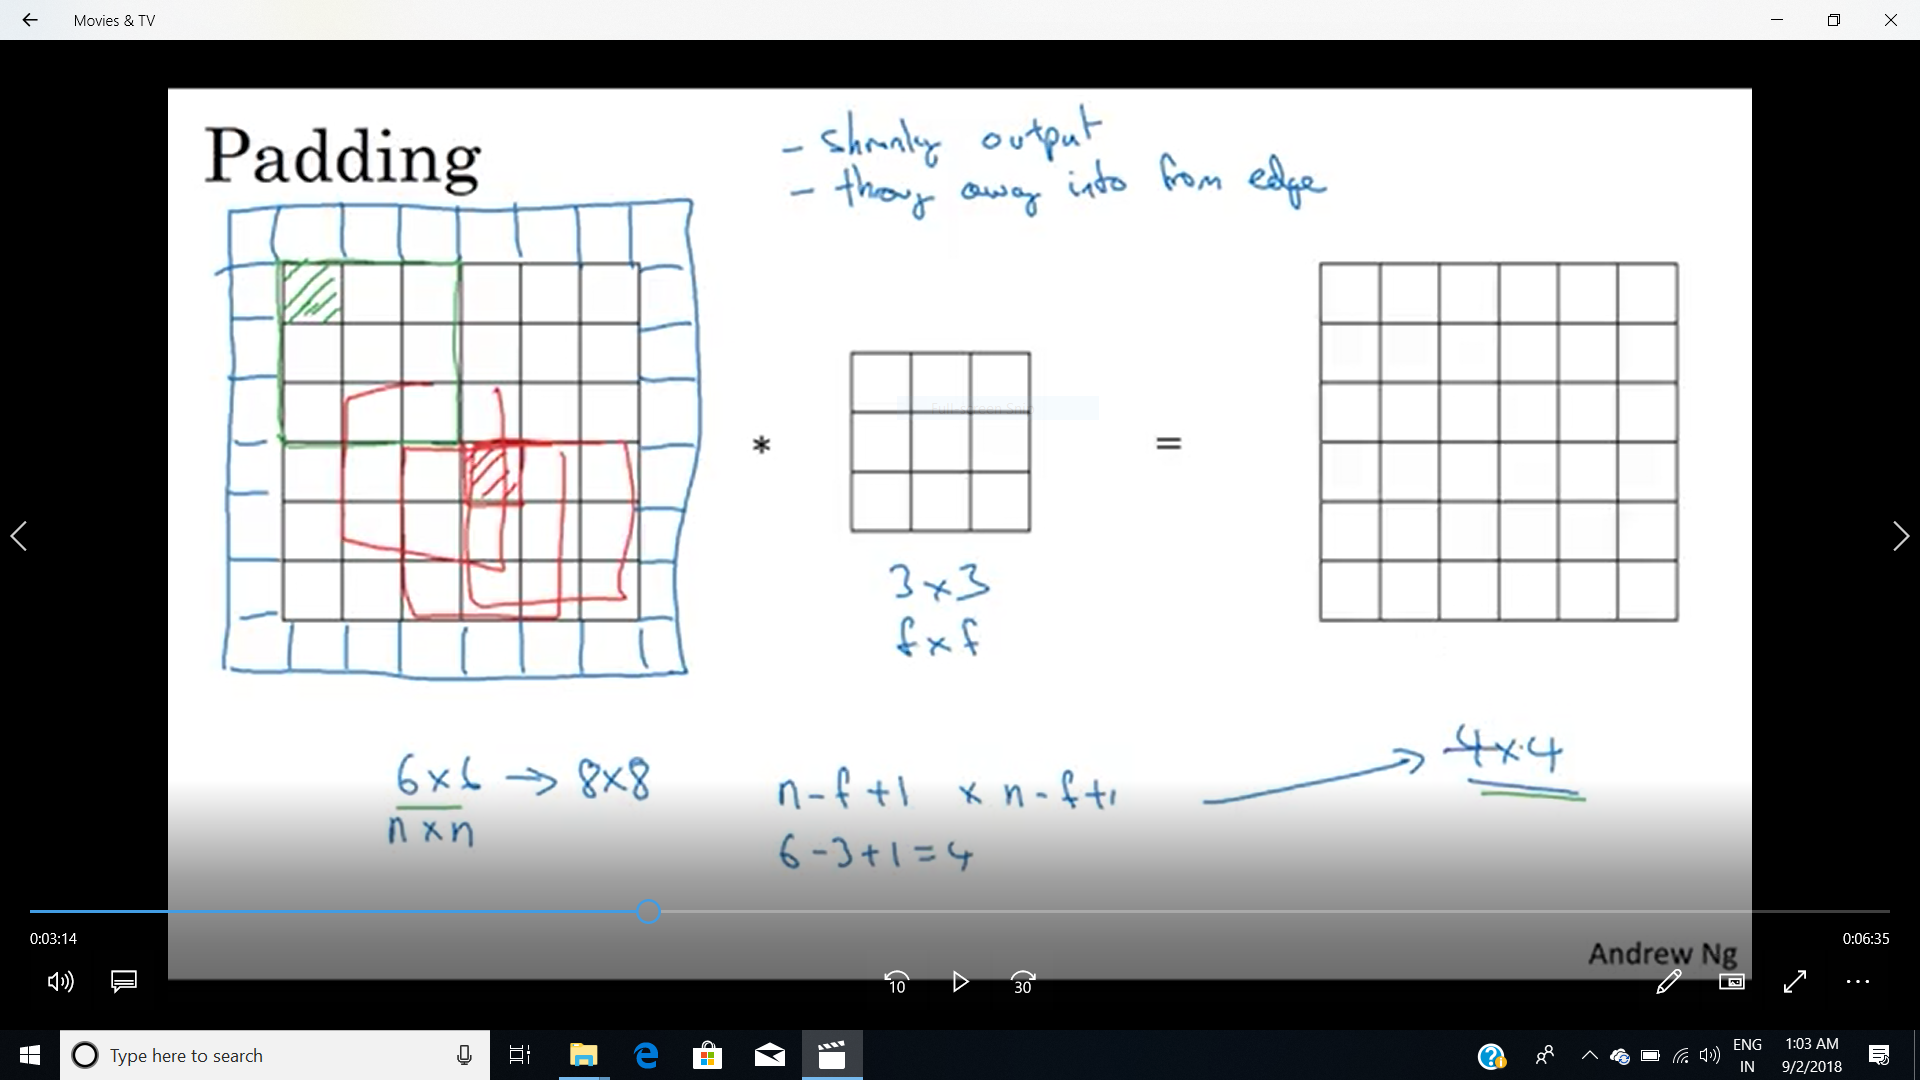 Movies & TV
Padding
- shrinky output
- throw away info from edge
*
=
3 x 3
f x f
6 x 6 → 8 x 8
n x n
n - f + 1 x n - f + 1
6 - 3 + 1 = 4
4 x 4
0:03:14
0:06:35
Andrew Ng
10
30
Type here to search
ENG
IN
1:03 AM
9/2/2018